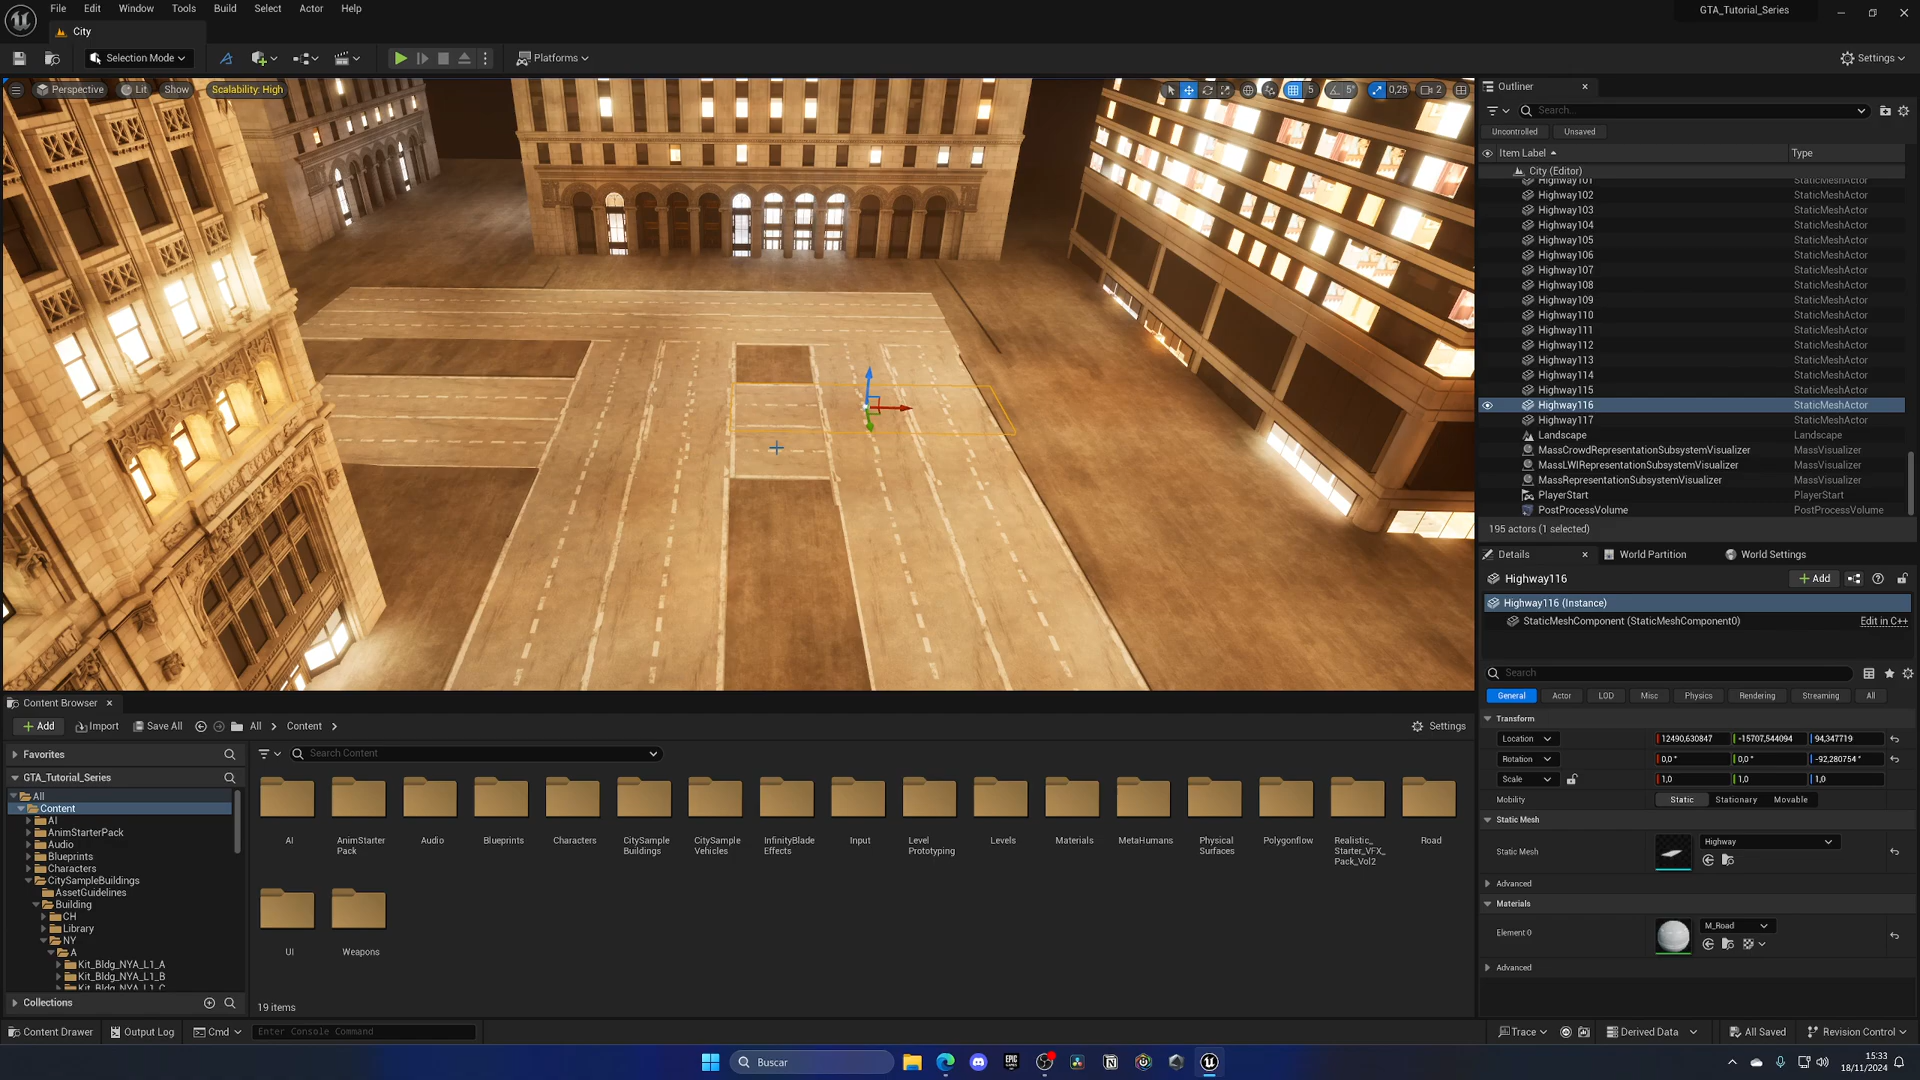 File Edit Window Tools Build Select Actor Help
GTA_Tutorial_Series
City
Selection Mode
Platforms
Settings
Perspective Lit Show Scalability: High
5 5° 0,25 2
Outliner
Search...
Uncontrolled Unsaved
Item Label Type
City (Editor)
Highway101 StaticMeshActor
Highway102 StaticMeshActor
Highway103 StaticMeshActor
Highway104 StaticMeshActor
Highway105 StaticMeshActor
Highway106 StaticMeshActor
Highway107 StaticMeshActor
Highway108 StaticMeshActor
Highway109 StaticMeshActor
Highway110 StaticMeshActor
Highway111 StaticMeshActor
Highway112 StaticMeshActor
Highway113 StaticMeshActor
Highway114 StaticMeshActor
Highway115 StaticMeshActor
Highway116 StaticMeshActor
Highway117 StaticMeshActor
Landscape Landscape
MassCrowdRepresentationSubsystemVisualizer MassVisualizer
MassLWIRepresentationSubsystemVisualizer MassVisualizer
MassRepresentationSubsystemVisualizer MassVisualizer
PlayerStart PlayerStart
PostProcessVolume PostProcessVolume
195 actors (1 selected)
Details World Partition World Settings
Highway116 Add
Highway116 (Instance)
StaticMeshComponent (StaticMeshComponent0) Edit in C++
Search
General Actor LOD Misc Physics Rendering Streaming All
Transform
Location 12490,630847 -15707,544094 94,347719
Rotation 0,0° 0,0° -92,280754°
Scale 1,0 1,0 1,0
Mobility Static Stationary Movable
Static Mesh
Static Mesh Highway
Advanced
Materials
Element 0 M_Road
Advanced
Content Browser
Add Import Save All All Content Settings
Favorites
Search Content
GTA_Tutorial_Series
All
Content
AI
AnimStarterPack
Audio
Blueprints
Characters
CitySampleBuildings
AssetGuidelines
Building
CH
Library
NY
A
Kit_Bldg_NYA_L1_A
Kit_Bldg_NYA_L1_B
Kit_Bldg_NYA_L1_C
Collections
AI
AnimStarter
Pack
Audio
Blueprints
Characters
CitySample
Buildings
CitySample
Vehicles
InfinityBlade
Effects
Input
Level
Prototyping
Levels
Materials
MetaHumans
Physical
Surfaces
Polygonflow
Realistic_
Starter_VFX_
Pack_Vol2
Road
UI
Weapons
19 items
Content Drawer Output Log Cmd Enter Console Command
Trace Derived Data All Saved Revision Control
Buscar
EPIC
15:33
18/11/2024